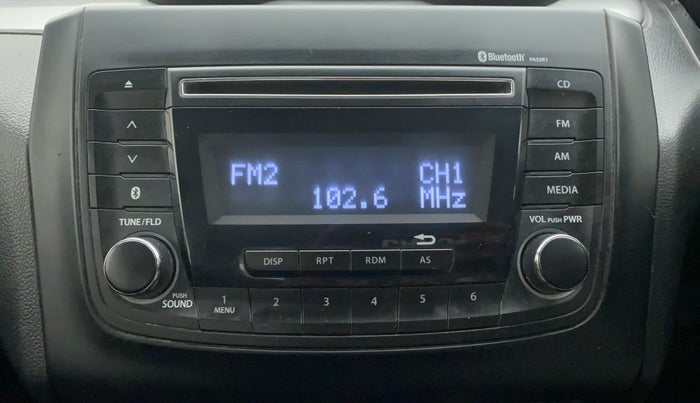 Bluetooth PA55R1
CD
FM
AM
MEDIA
FM2 CH1
102.6 MHz
TUNE/FLD
VOL PUSH PWR
DISP RPT RDM AS
PUSH SOUND
1 MENU 2 3 4 5 6